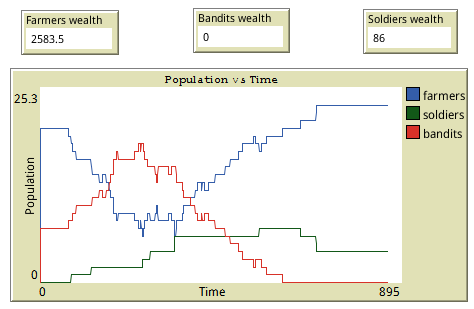 Farmers wealth
2583.5
Bandits wealth
0
Soldiers wealth
86
Population vs Time
25.3
Population
0
0
Time
895
farmers
soldiers
bandits